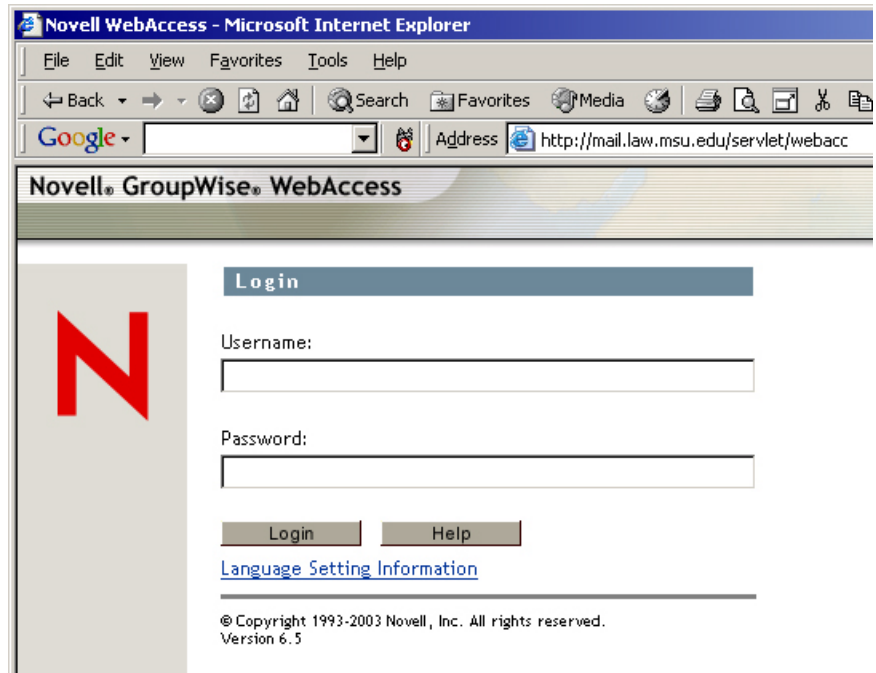 Novell WebAccess - Microsoft Internet Explorer
File Edit View Favorites Tools Help
Back Search Favorites Media
Google Address http://mail.law.msu.edu/servlet/webacc
Novell® GroupWise® WebAccess
Login
N
Username:
Password:
Login Help
Language Setting Information
© Copyright 1993-2003 Novell, Inc. All rights reserved.
Version 6.5